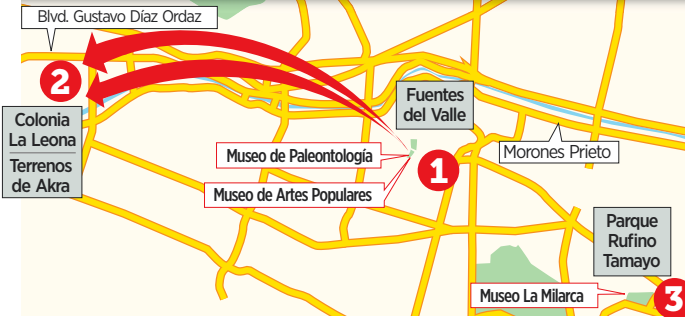 Blvd. Gustavo Díaz Ordaz
2
Colonia
La Leona
Terrenos
de Akra
Fuentes
del Valle
Museo de Paleontología
1
Morones Prieto
Museo de Artes Populares
Parque
Rufino
Tamayo
Museo La Milarca
3